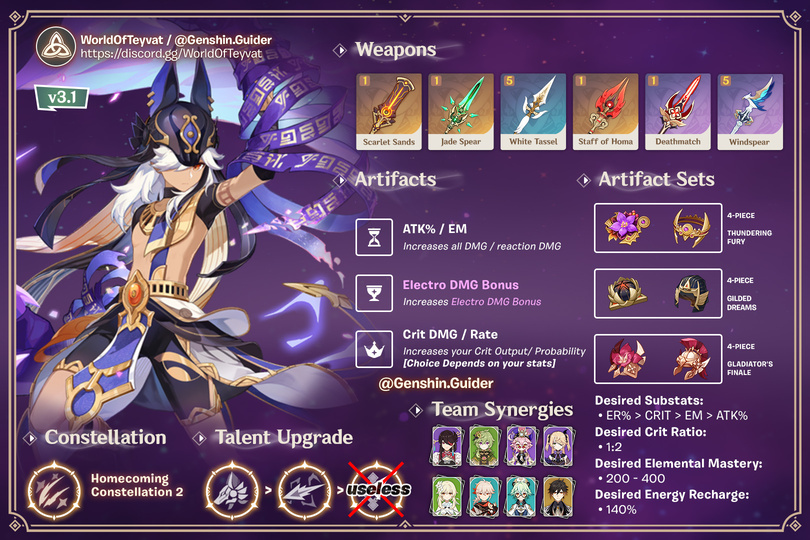 WorldOfTeyvat / @Genshin.Guider
https://discord.gg/WorldOfTeyvat
v3.1
Weapons
1
1
5
1
1
5
Scarlet Sands
Jade Spear
White Tassel
Staff of Homa
Deathmatch
Windspear
Artifacts
ATK% / EM
Increases all DMG / reaction DMG
Electro DMG Bonus
Increases Electro DMG Bonus
Crit DMG / Rate
Increases your Crit Output/ Probability
[Choice Depends on your stats]
@Genshin.Guider
Artifact Sets
4-PIECE
THUNDERING
FURY
4-PIECE
GILDED
DREAMS
4-PIECE
GLADIATOR'S
FINALE
Constellation
Homecoming
Constellation 2
Talent Upgrade
> > useless
Team Synergies
Desired Substats:
• ER% > CRIT > EM > ATK%
Desired Crit Ratio:
• 1:2
Desired Elemental Mastery:
• 200 - 400
Desired Energy Recharge:
• 140%